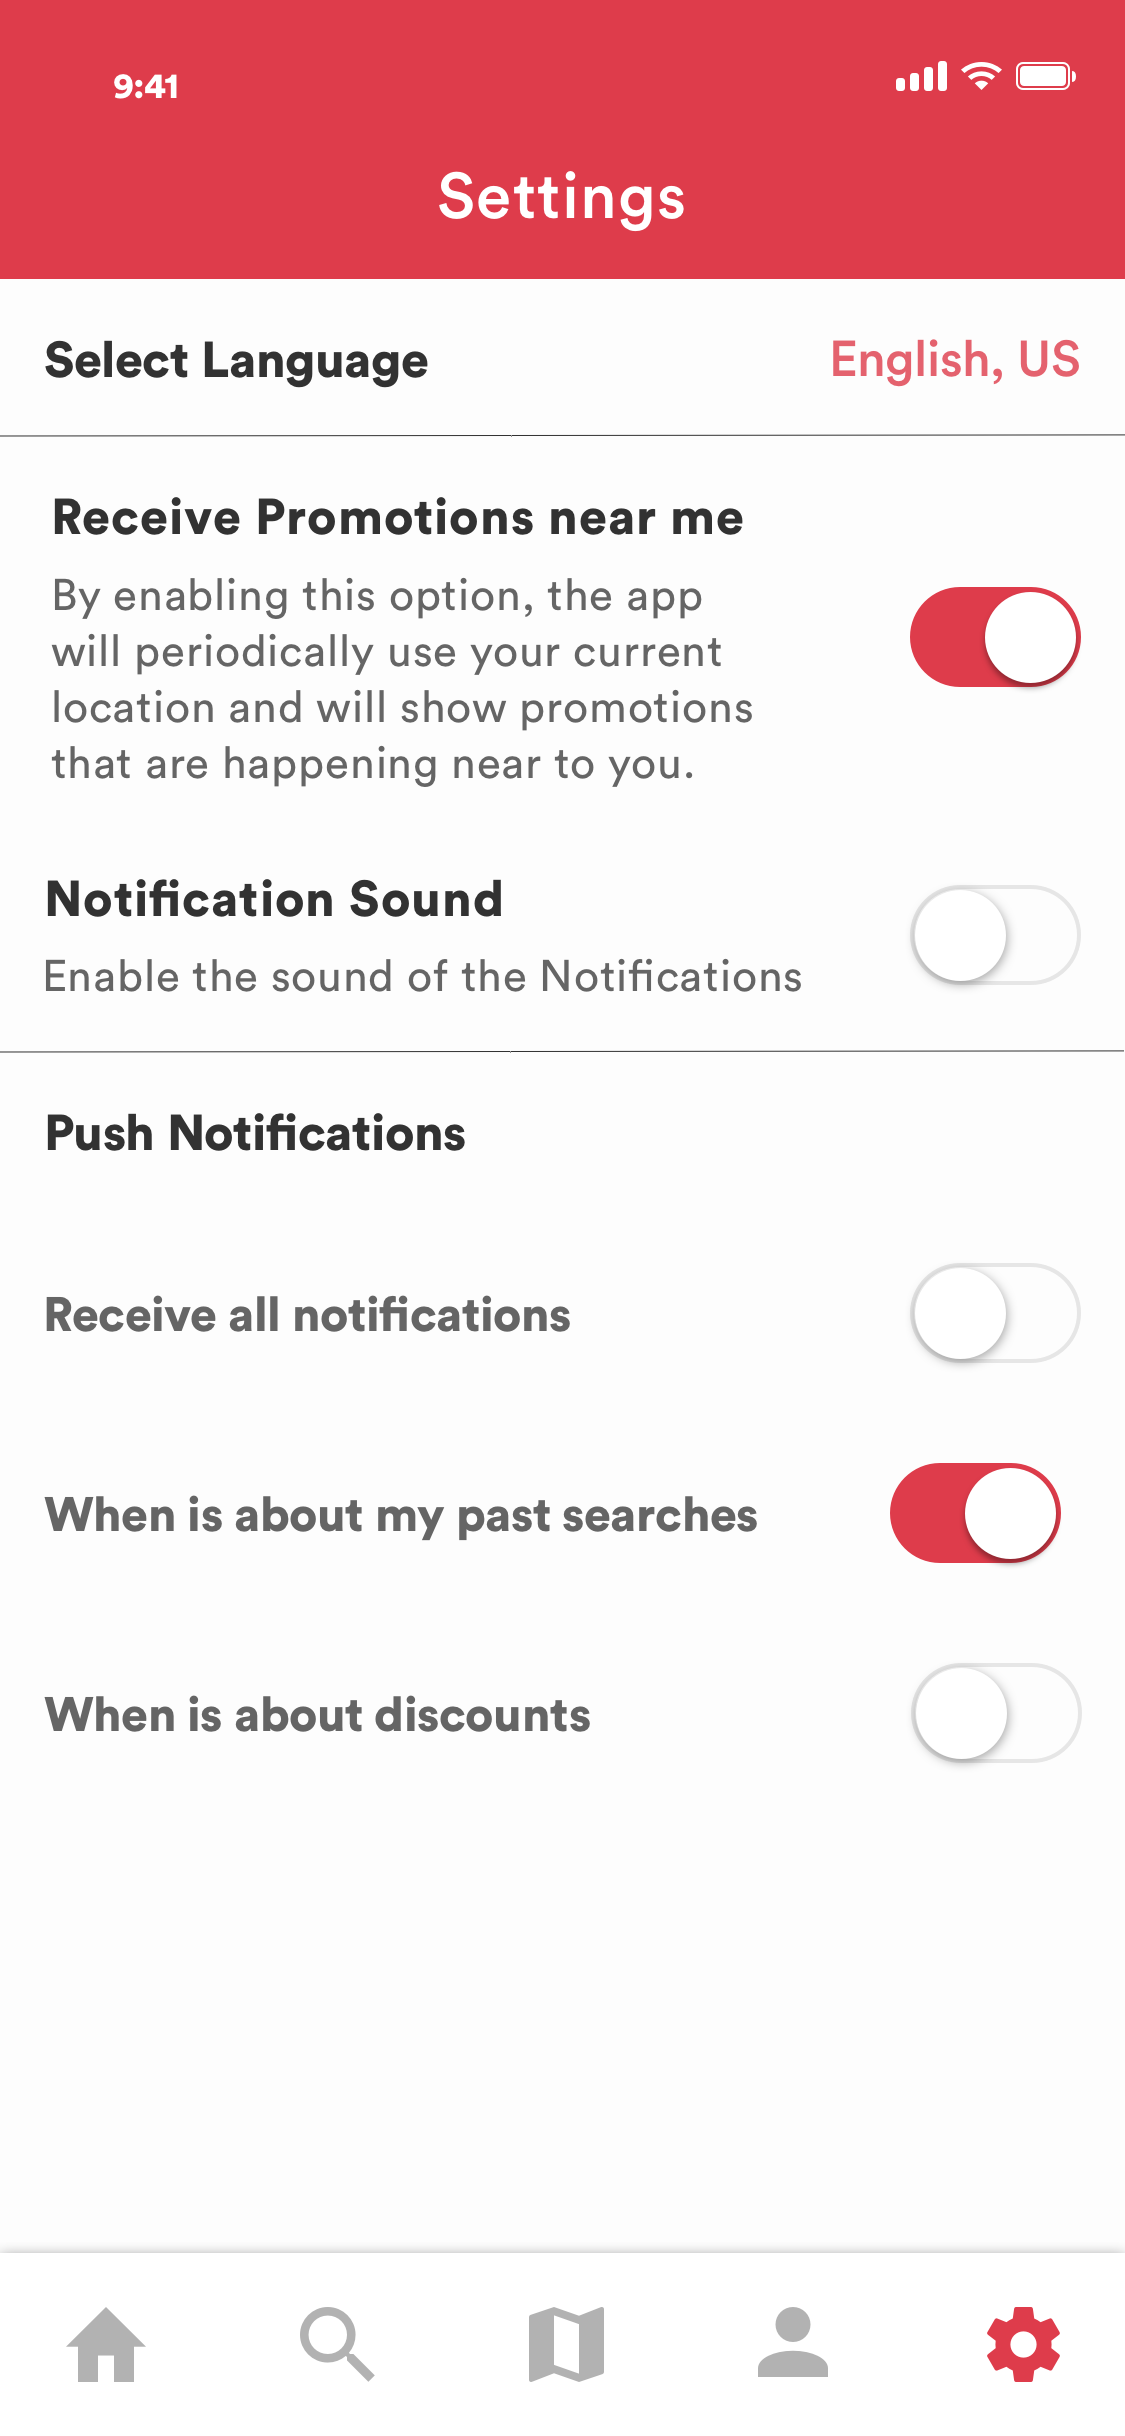 9:41
Settings
Select Language
English, US
Receive Promotions near me
By enabling this option, the app
will periodically use your current
location and will show promotions
that are happening near to you.
Notification Sound
Enable the sound of the Notifications
Push Notifications
Receive all notifications
When is about my past searches
When is about discounts